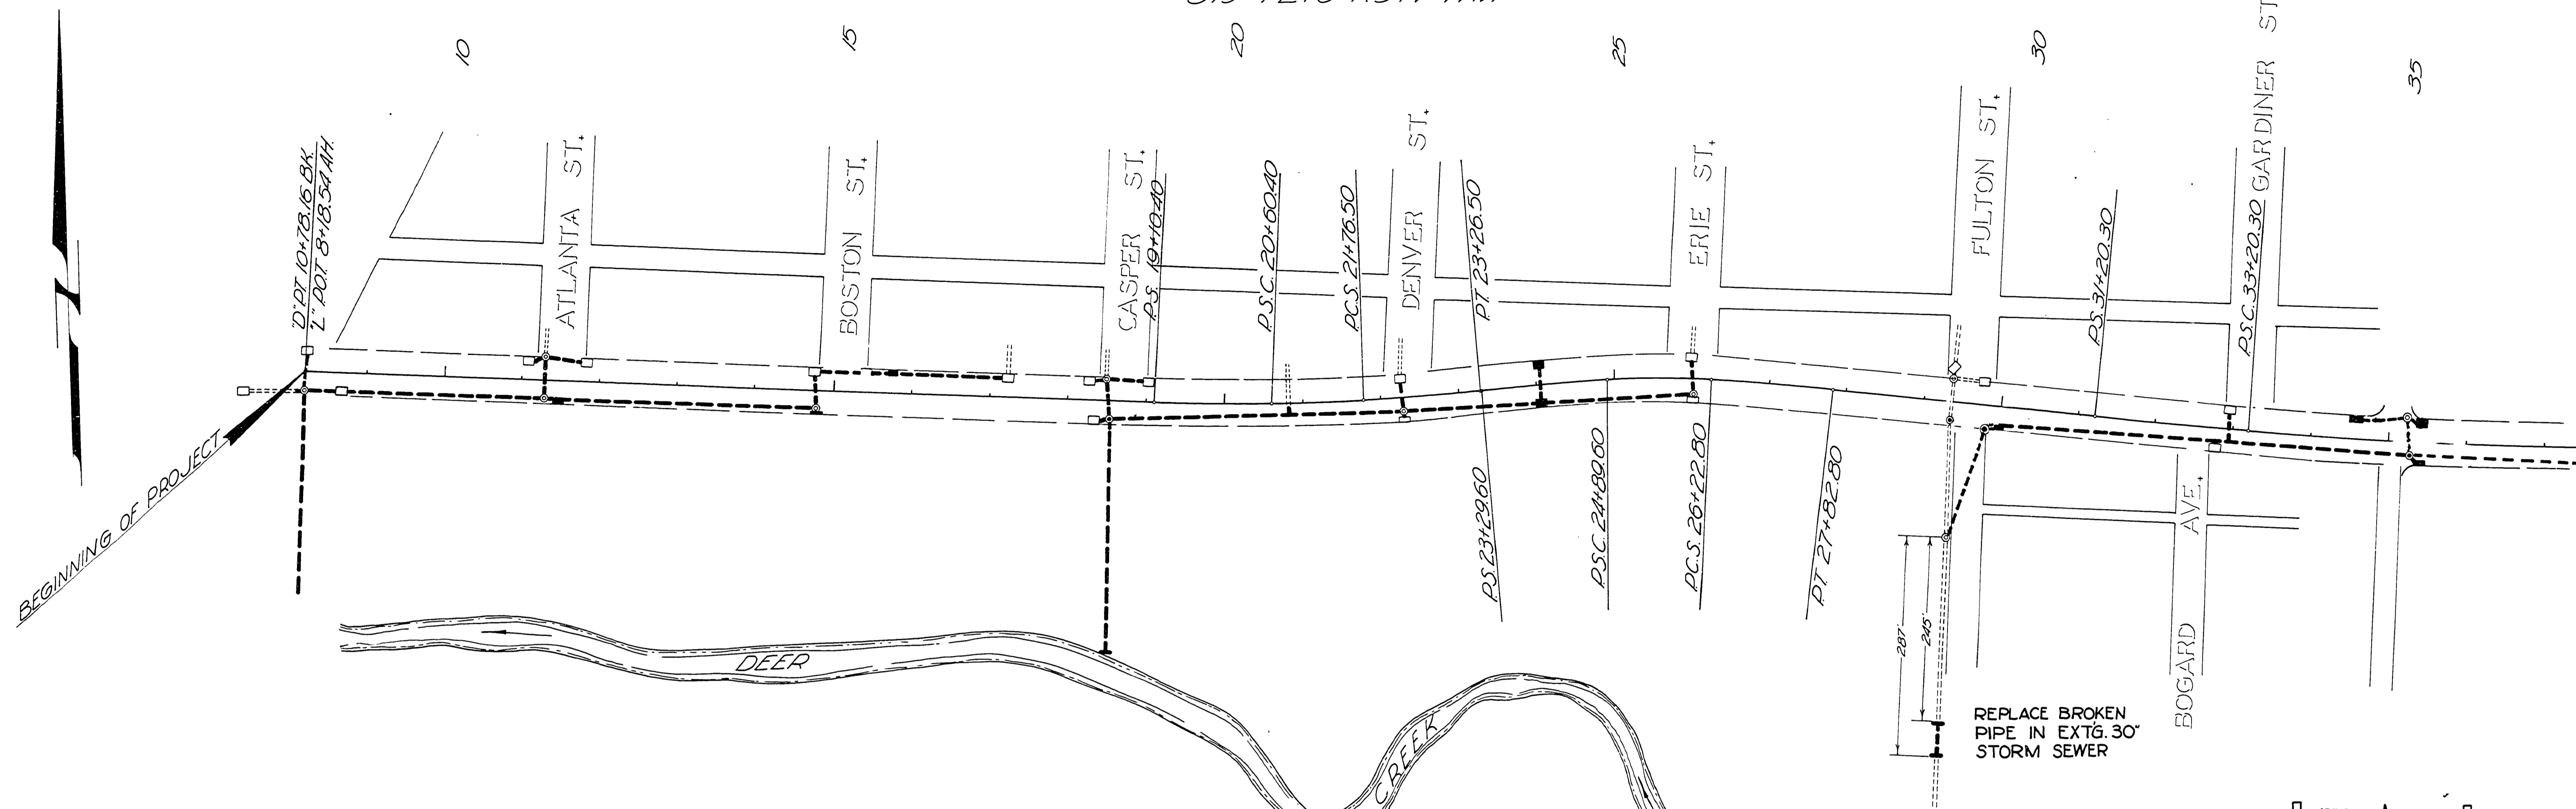 10
15
20
25
30
35
"D" P.T. 10+78.16 BK.
"L" P.O.T. 8+18.54 AH.
ATLANTA ST.
BOSTON ST.
CASPER ST.
P.S. 19+10.40
P.S.C. 20+60.40
P.C.S. 21+76.50
DENVER ST.
P.T. 23+26.50
ERIE ST.
FULTON ST.
P.S. 31+20.30
P.S.C. 33+20.30
GARDINER ST.
BEGINNING OF PROJECT
P.S. 23+29.60
P.S.C. 24+89.60
P.C.S. 26+22.80
P.T. 27+82.80
BOGARD AVE.
287'
245'
DEER
CREEK
REPLACE BROKEN
PIPE IN EXT'G. 30"
STORM SEWER